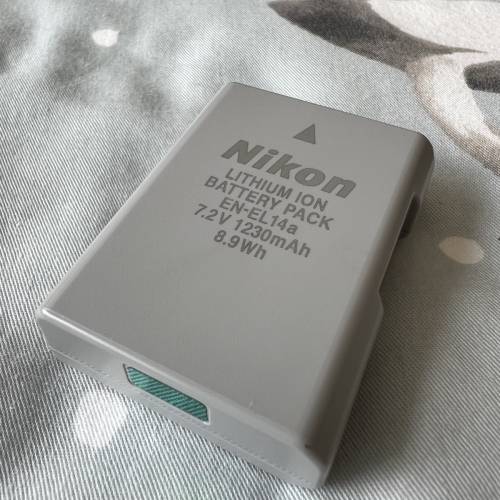 Nikon
LITHIUM ION
BATTERY PACK
EN-EL14a
7.2V 1230mAh
8.9Wh